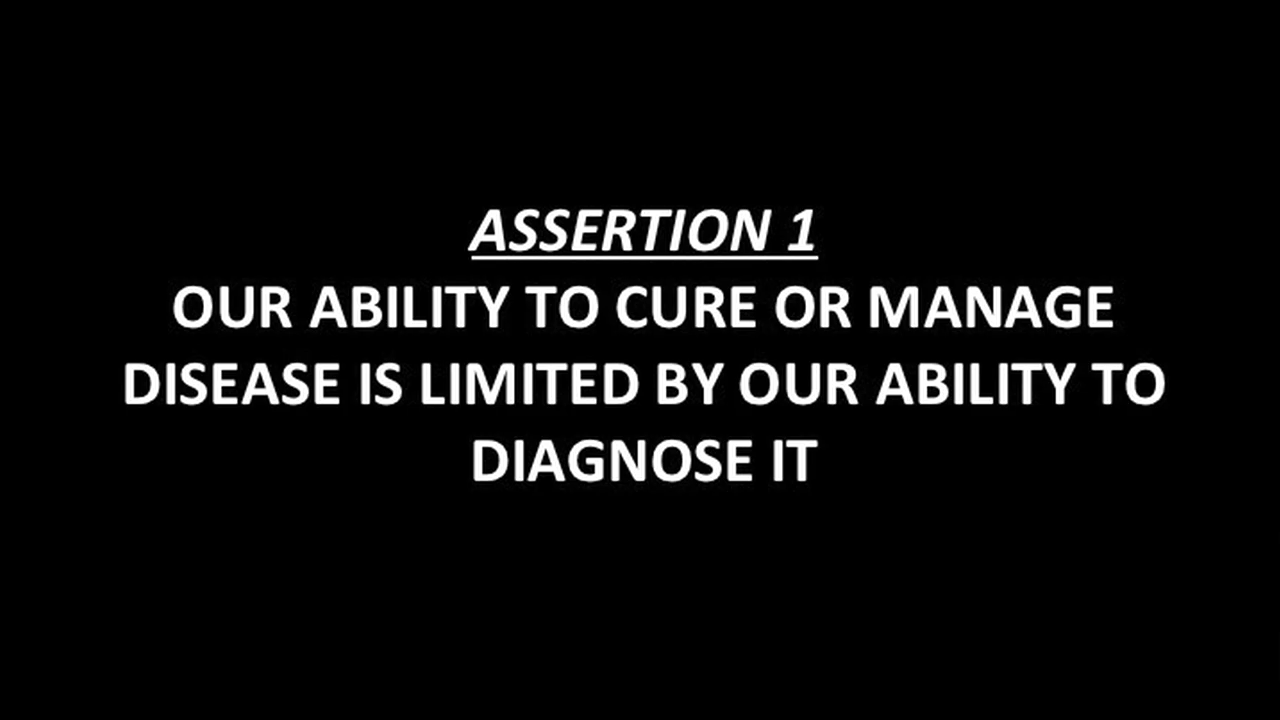 ASSERTION 1
OUR ABILITY TO CURE OR MANAGE
DISEASE IS LIMITED BY OUR ABILITY TO
DIAGNOSE IT